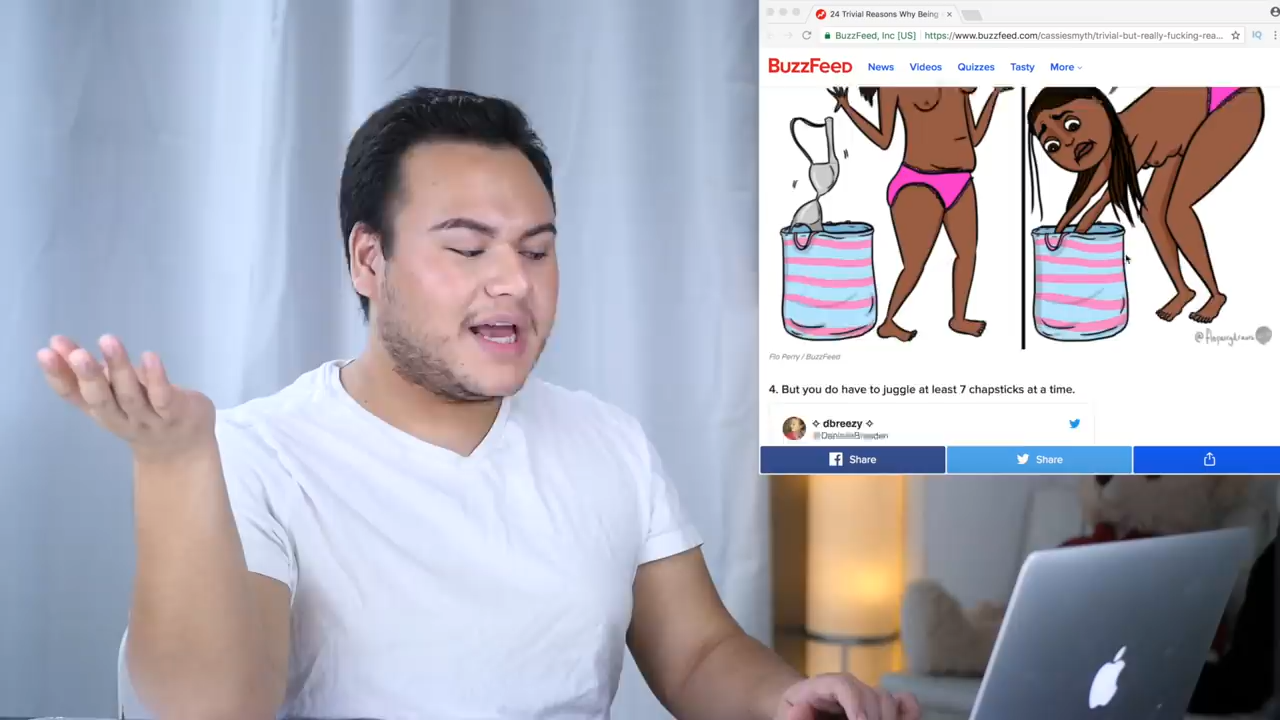 24 Trivial Reasons Why Being
BuzzFeed, Inc [US] https://www.buzzfeed.com/cassiesmyth/trivial-but-really-fucking-rea...
IQ
BuzzFeed News Videos Quizzes Tasty More
Flo Perry / BuzzFeed
4. But you do have to juggle at least 7 chapsticks at a time.
✧ dbreezy ✧
Share Share